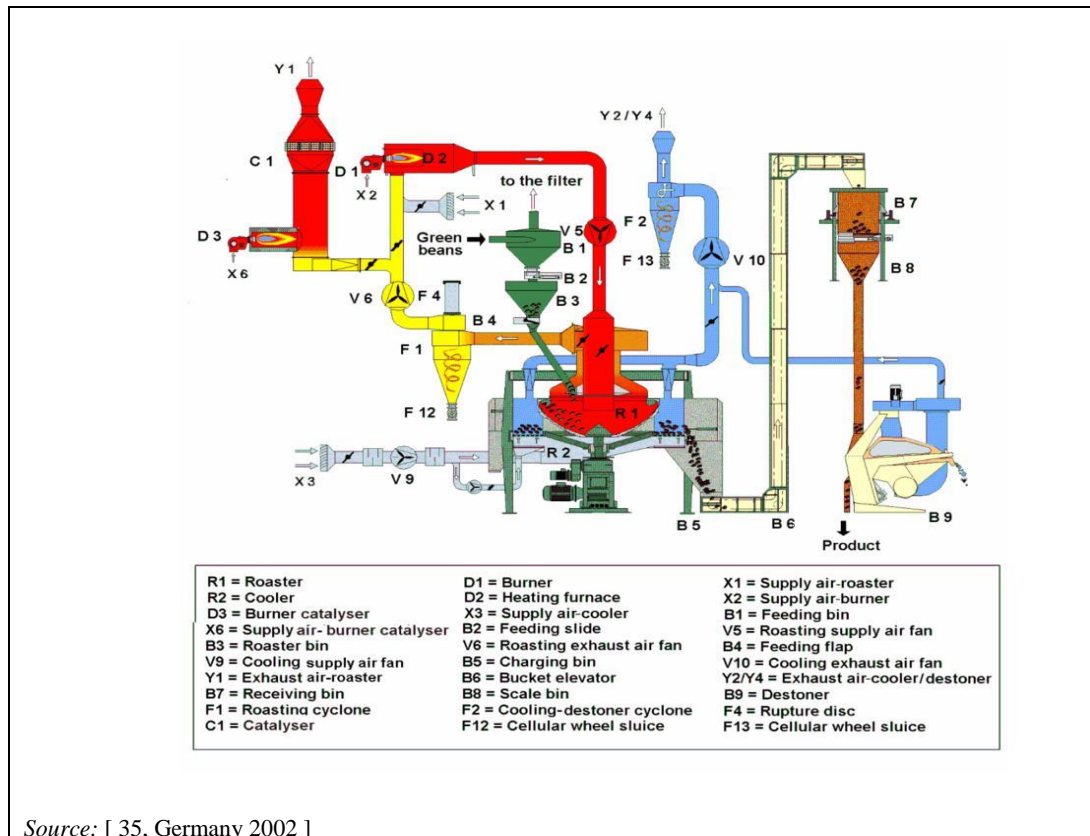 Y 1
Y 2 / Y 4
C 1
D 1
D 2
X 2
to the filter
X 1
B 7
D 3
X 6
Green
beans
V 5
B 1
F 2
F 13
V 10
B 2
B 8
V 6
F 4
B 3
B 4
F 1
F 12
R 1
R 2
X 3
V 9
B 5
B 6
B 9
Product
R1 = Roaster
R2 = Cooler
D3 = Burner catalyser
X6 = Supply air- burner catalyser
B3 = Roaster bin
V9 = Cooling supply air fan
Y1 = Exhaust air-roaster
B7 = Receiving bin
F1 = Roasting cyclone
C1 = Catalyser
D1 = Burner
D2 = Heating furnace
X3 = Supply air-cooler
B2 = Feeding slide
V6 = Roasting exhaust air fan
B5 = Charging bin
B6 = Bucket elevator
B8 = Scale bin
F2 = Cooling-destoner cyclone
F12 = Cellular wheel sluice
X1 = Supply air-roaster
X2 = Supply air-burner
B1 = Feeding bin
V5 = Roasting supply air fan
B4 = Feeding flap
V10 = Cooling exhaust air fan
Y2/Y4 = Exhaust air-cooler/destoner
B9 = Destoner
F4 = Rupture disc
F13 = Cellular wheel sluice
Source: [ 35, Germany 2002 ]